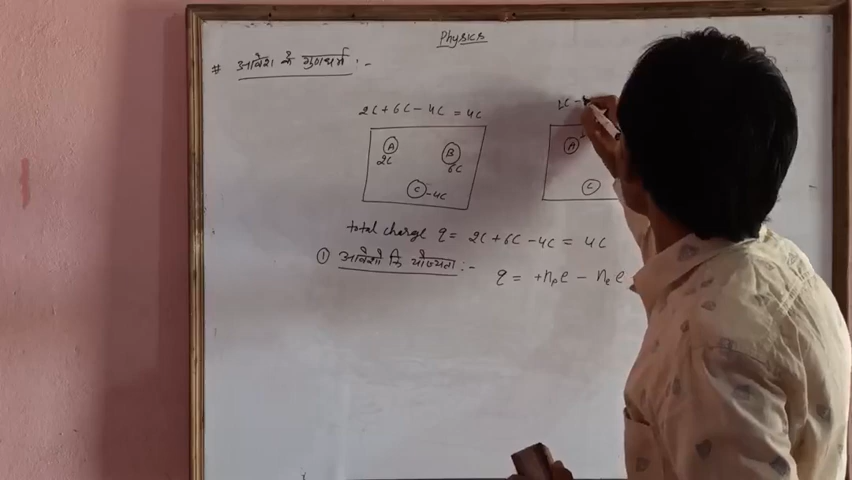 Physics
# आवेश के गुणधर्म :-
2C + 6C - 4C = 4C
2C -
A
2C
B
6C
C -4C
A
C
total charge q = 2C + 6C - 4C = 4C
① आवेशों कि योज्यता :-
q = +nₚe - nₑe